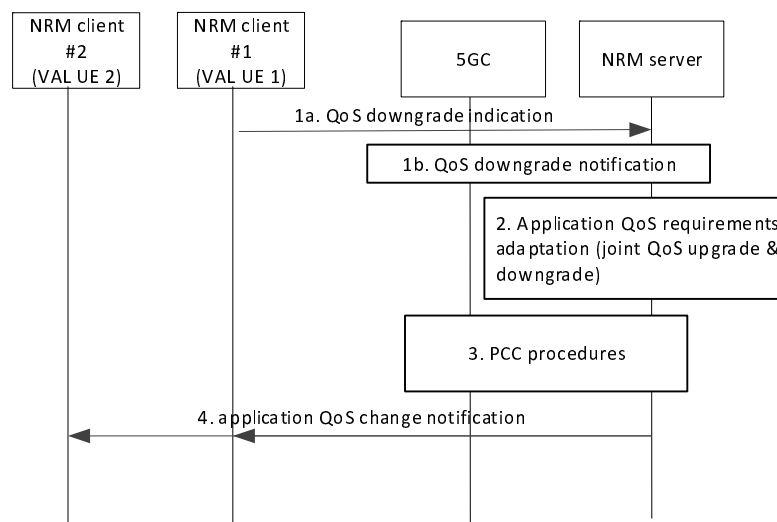 NRM client
#2
(VAL UE 2)
NRM client
#1
(VAL UE 1)
5GC
NRM server
1a. QoS downgrade indication
1b. QoS downgrade notification
2. Application QoS requirements
adaptation (joint QoS upgrade &
downgrade)
3. PCC procedures
4. application QoS change notification